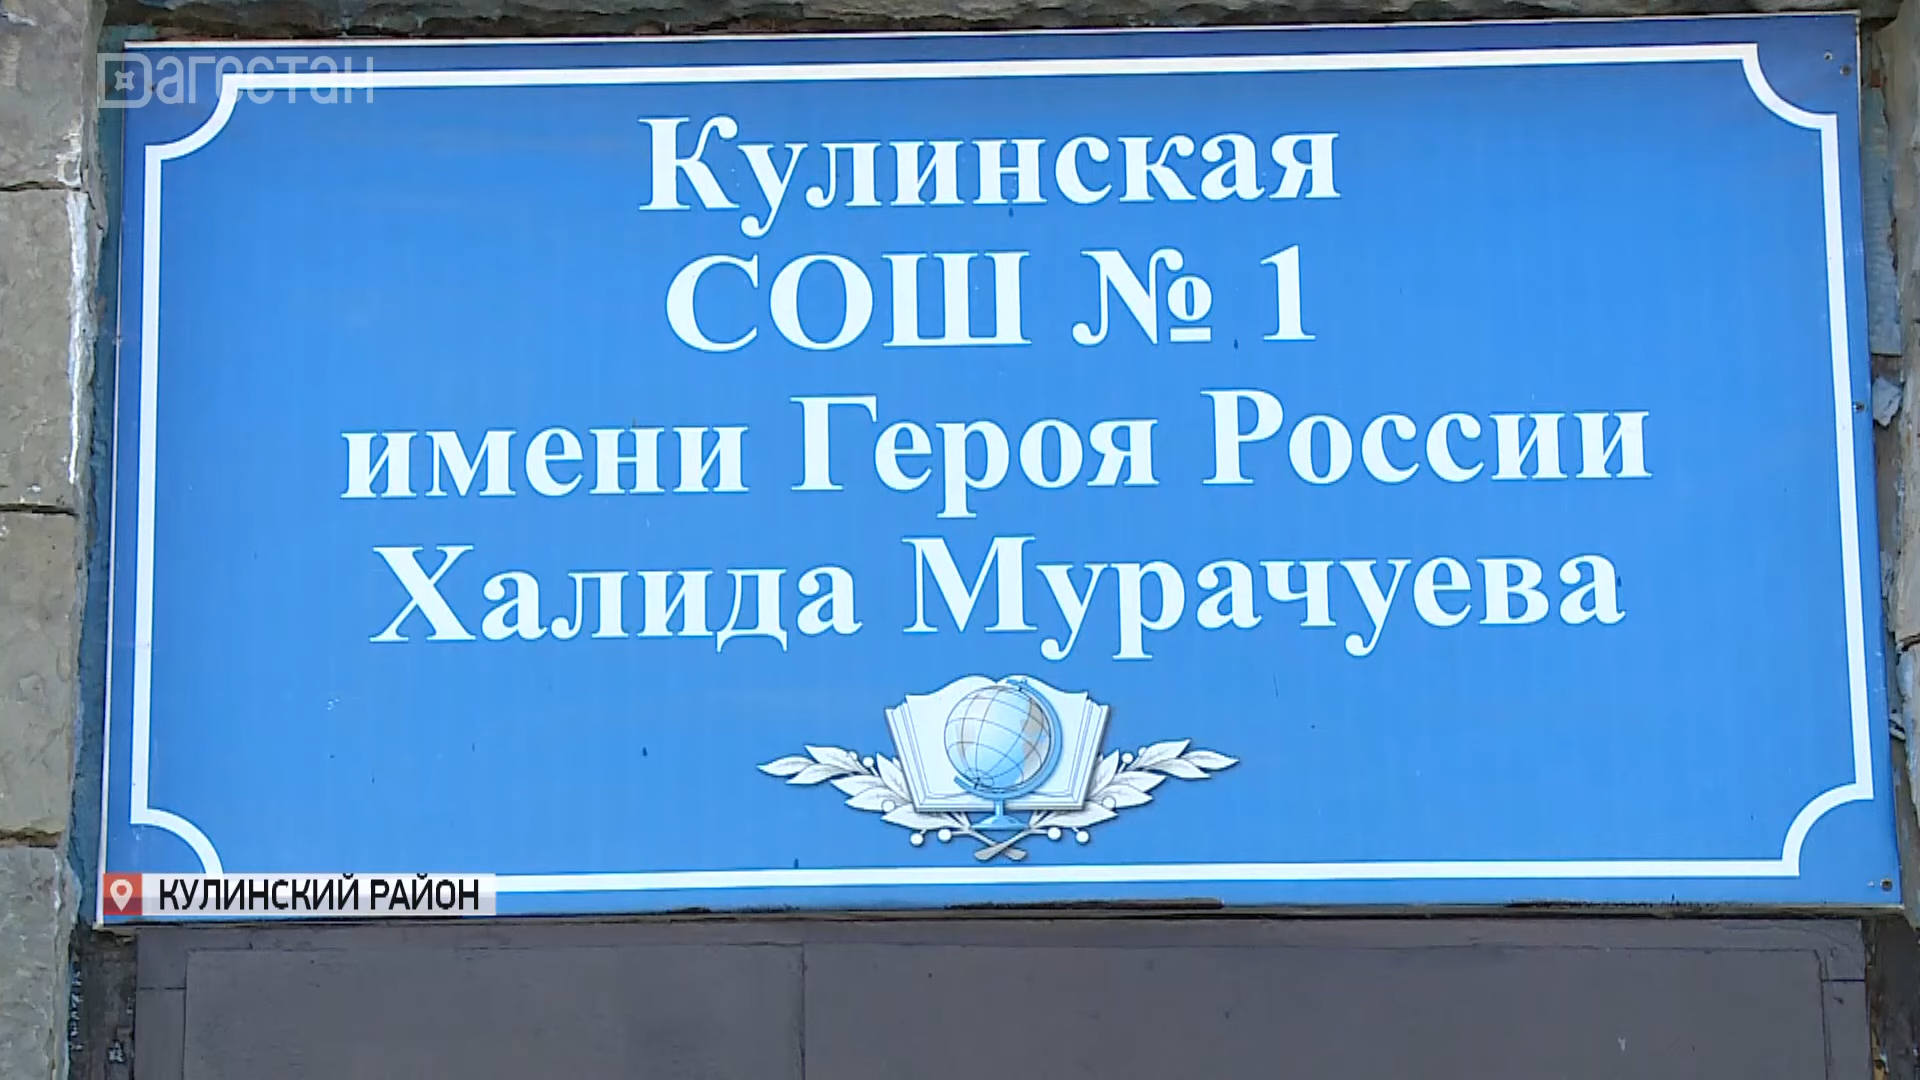 Дагестан
Кулинская
СОШ № 1
имени Героя России
Халида Мурачуева
КУЛИНСКИЙ РАЙОН